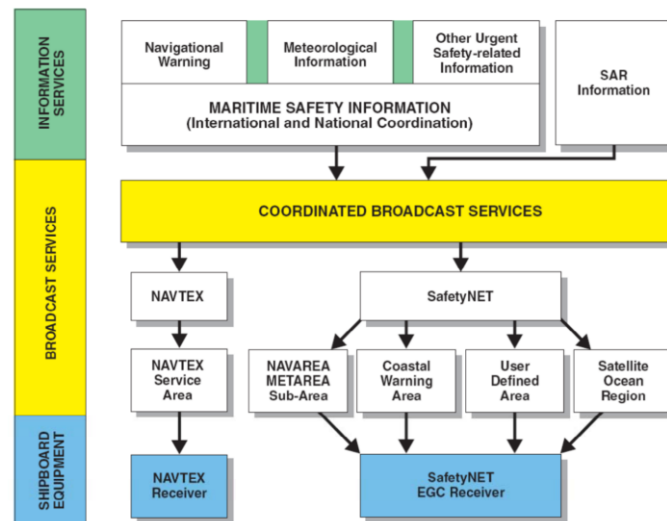 INFORMATION
SERVICES
Navigational
Warning
Meteorological
Information
Other Urgent
Safety-related
Information
MARITIME SAFETY INFORMATION
(International and National Coordination)
SAR
Information
BROADCAST SERVICES
COORDINATED BROADCAST SERVICES
NAVTEX
SafetyNET
NAVTEX
Service
Area
NAVAREA
METAREA
Sub-Area
Coastal
Warning
Area
User
Defined
Area
Satellite
Ocean
Region
SHIPBOARD
EQUIPMENT
NAVTEX
Receiver
SafetyNET
EGC Receiver